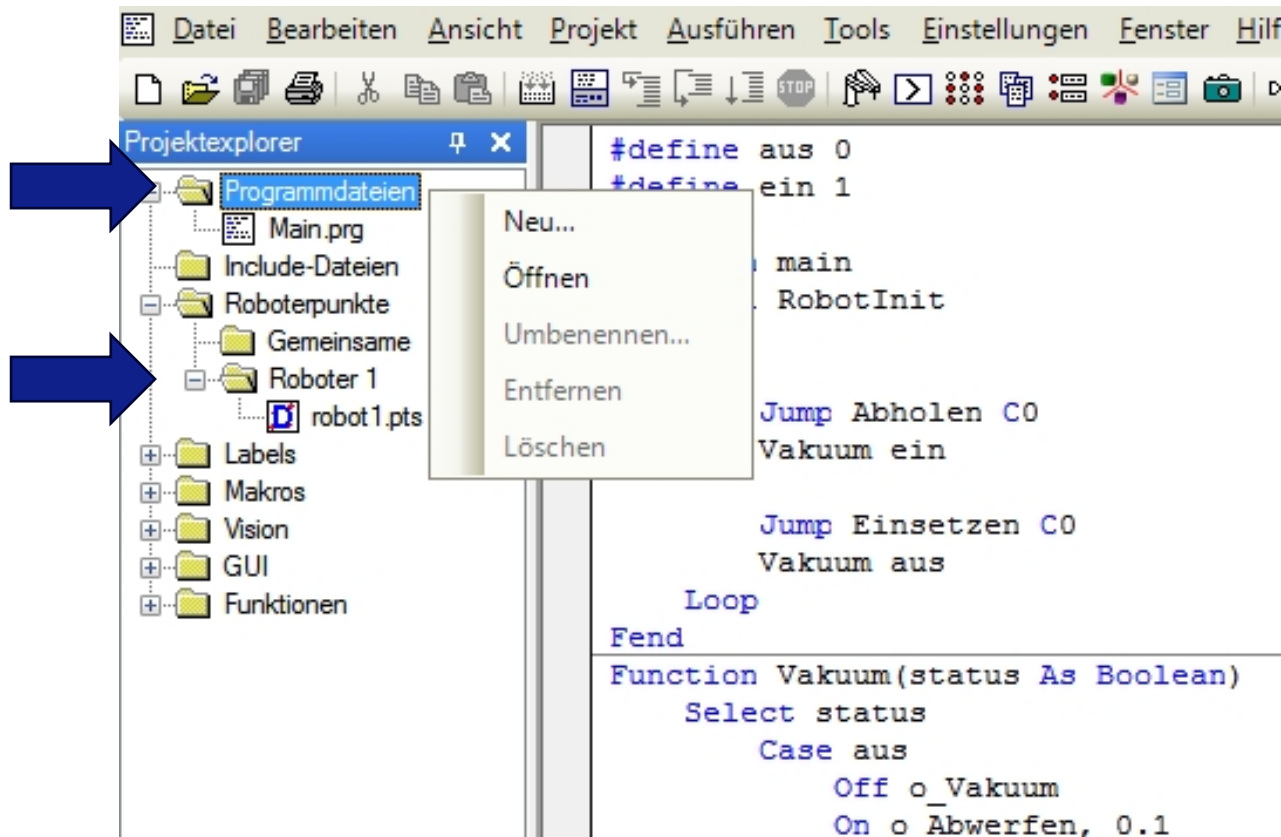 Datei Bearbeiten Ansicht Projekt Ausführen Tools Einstellungen Fenster Hilf
STOP
Projektexplorer
Programmdateien
Main.prg
Include-Dateien
Roboterpunkte
Gemeinsame
Roboter 1
robot1.pts
Labels
Makros
Vision
GUI
Funktionen
Neu...
Öffnen
Umbenennen...
Entfernen
Löschen
#define aus 0
#define ein 1
main
RobotInit
Jump Abholen C0
Vakuum ein
Jump Einsetzen C0
Vakuum aus
Loop
Fend
Function Vakuum(status As Boolean)
Select status
Case aus
Off o_Vakuum
On o_Abwerfen, 0.1